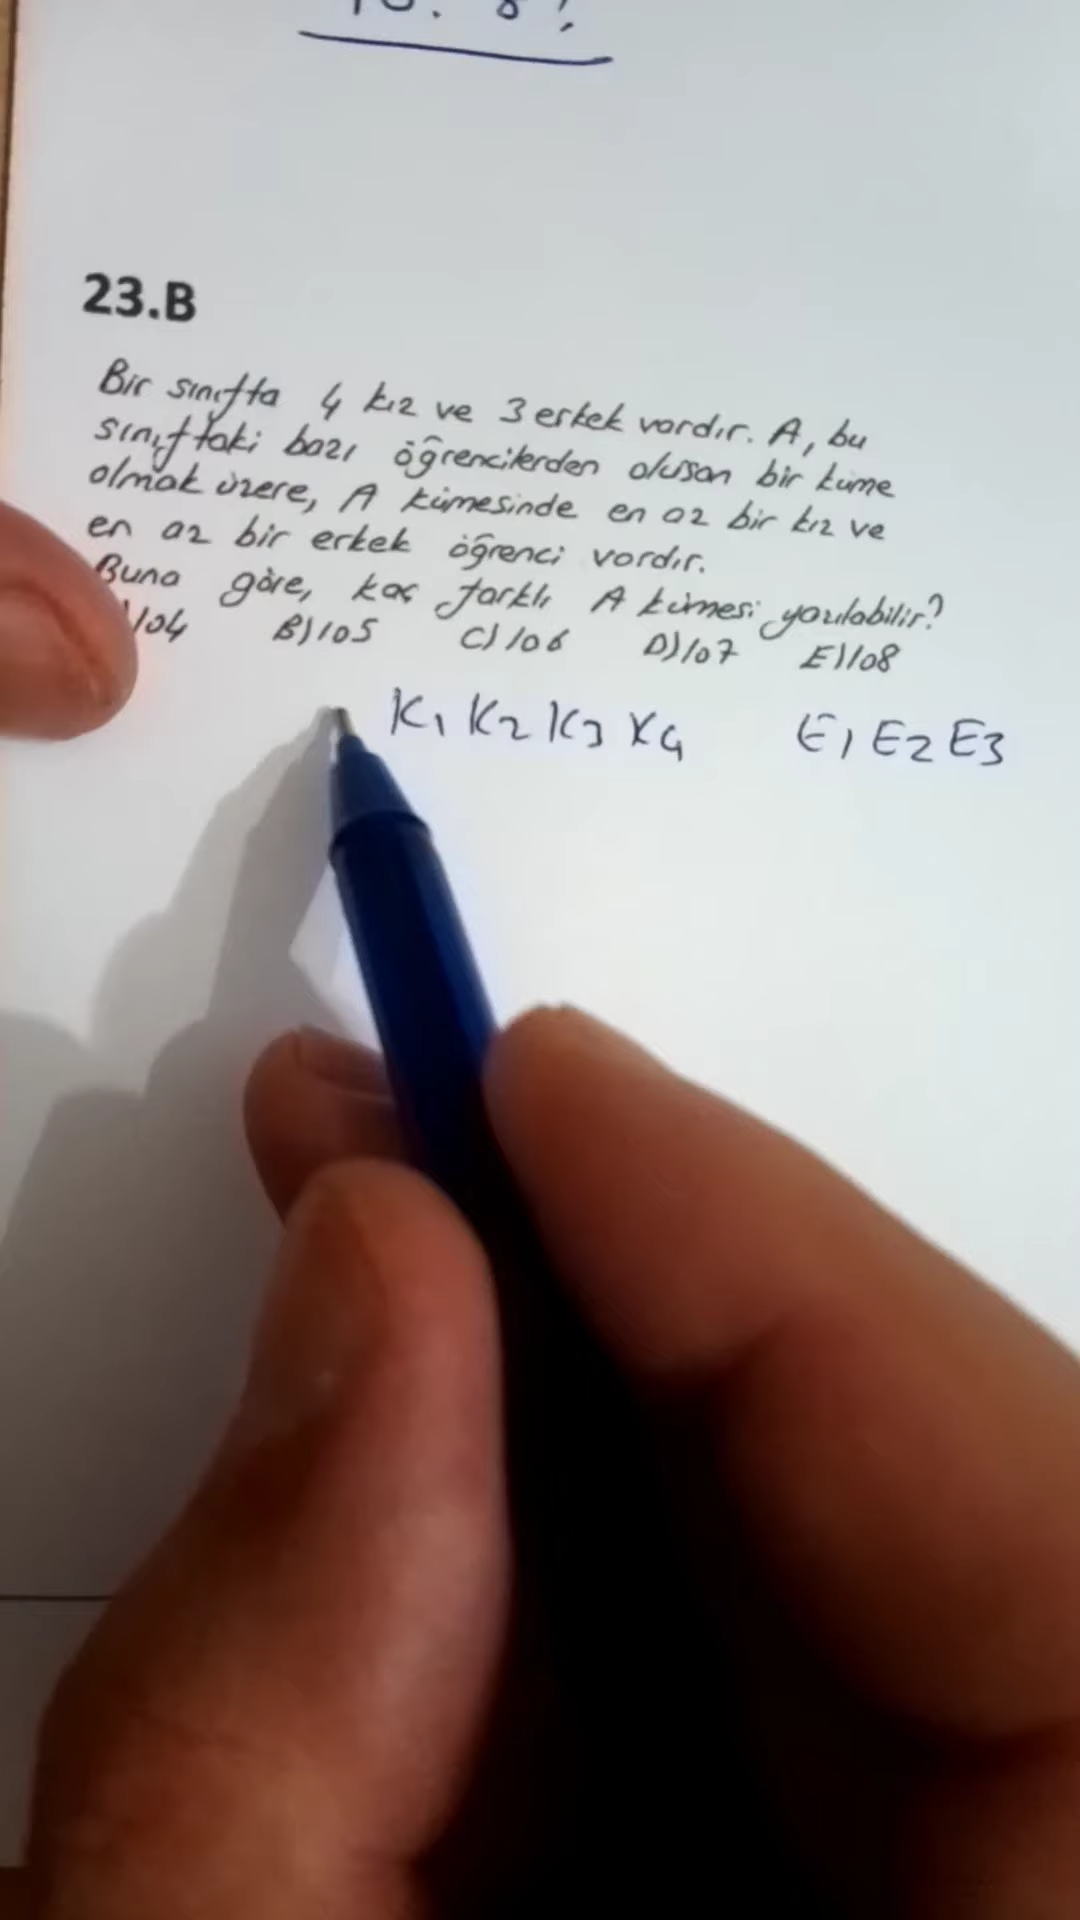 23.B
Bir sınıfta 4 kız ve 3 erkek vardır. A, bu
sınıftaki bazı öğrencilerden oluşan bir küme
olmak üzere, A kümesinde en az bir kız ve
en az bir erkek öğrenci vardır.
Buna göre, kaç farklı A kümesi yazılabilir?
)104 B)105 C)106 D)107 E)108
K1 K2 K3 K4 E1 E2 E3